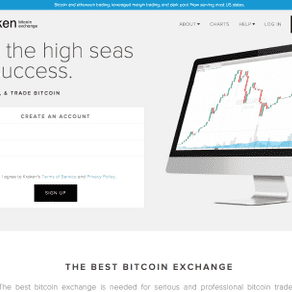 Bitcoin and ethereum trading, leveraged margin trading and dark pool. Now serving most US states.
ken bitcoin exchange
ABOUT CHARTS HELP LOG IN
the high seas
uccess.
& TRADE BITCOIN
CREATE AN ACCOUNT
I agree to Kraken's Terms of Service and Privacy Policy
SIGN UP
THE BEST BITCOIN EXCHANGE
The best bitcoin exchange is needed for serious and professional bitcoin trade